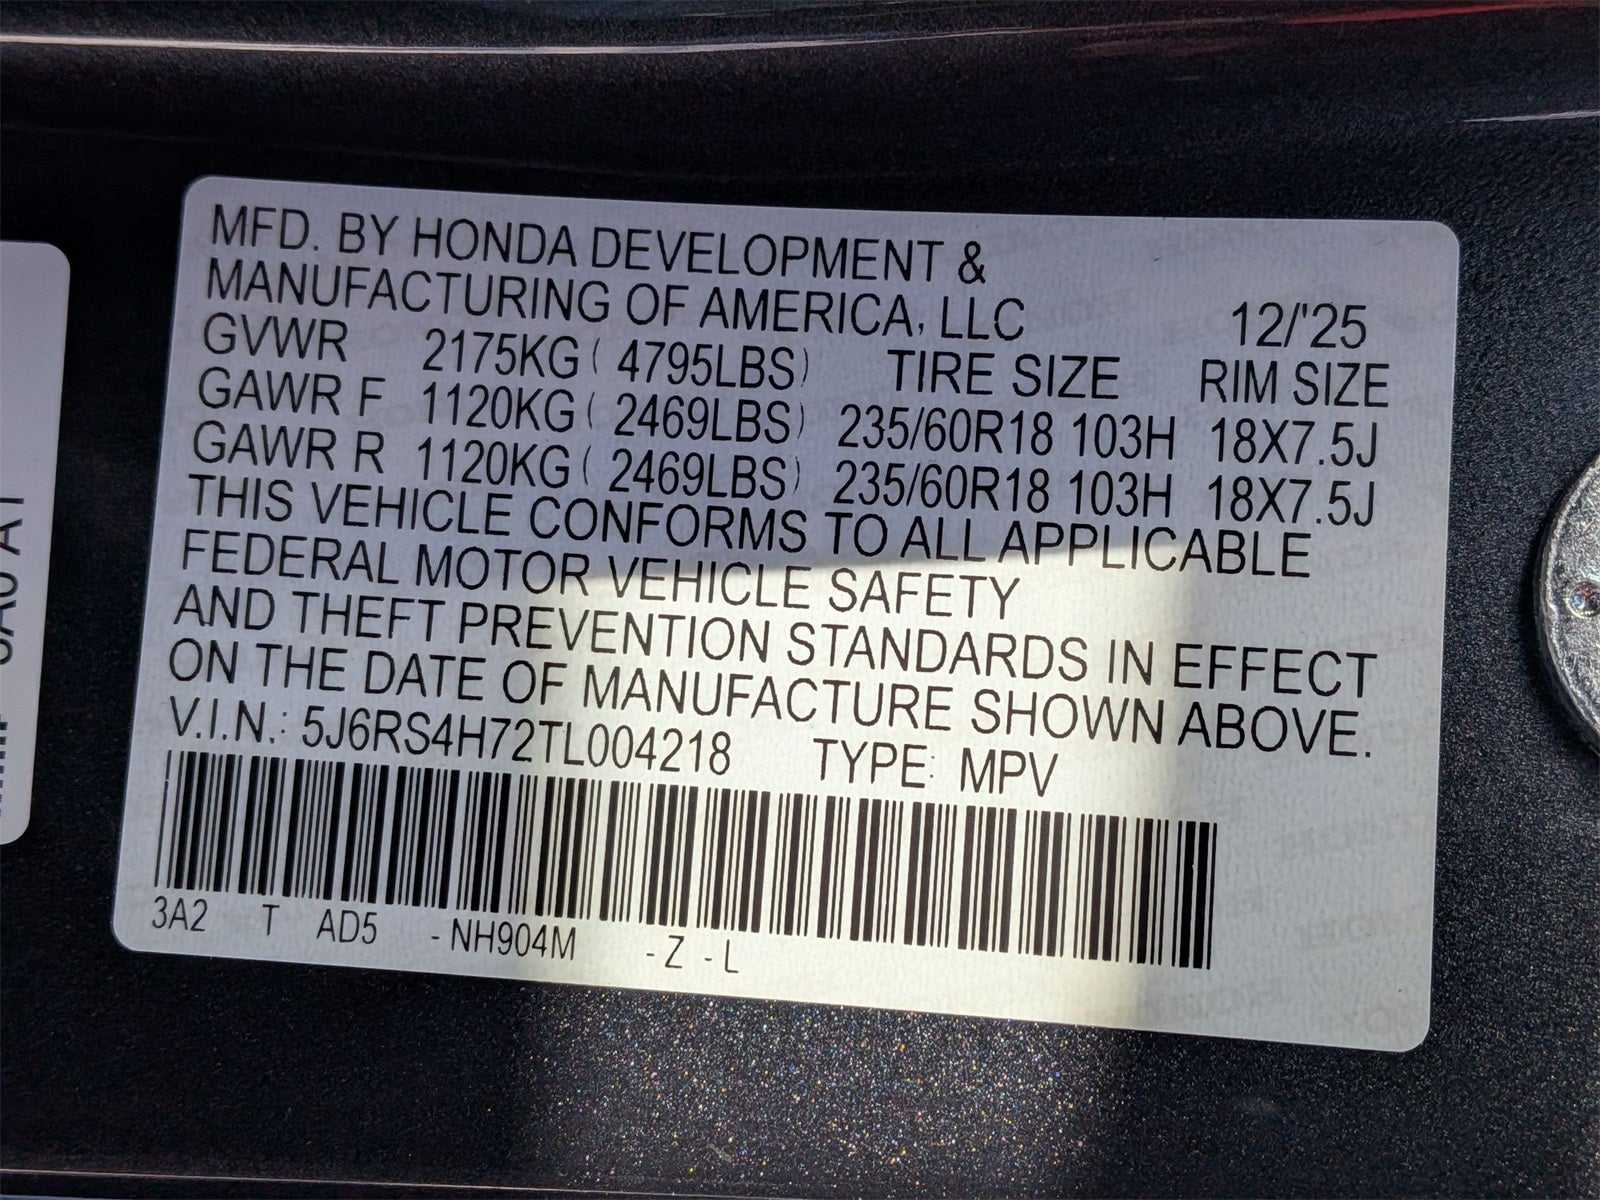 MFD. BY HONDA DEVELOPMENT &
MANUFACTURING OF AMERICA, LLC 12/'25
GVWR 2175KG ( 4795LBS) TIRE SIZE RIM SIZE
GAWR F 1120KG ( 2469LBS) 235/60R18 103H 18X7.5J
GAWR R 1120KG ( 2469LBS) 235/60R18 103H 18X7.5J
THIS VEHICLE CONFORMS TO ALL APPLICABLE
FEDERAL MOTOR VEHICLE SAFETY
AND THEFT PREVENTION STANDARDS IN EFFECT
ON THE DATE OF MANUFACTURE SHOWN ABOVE.
V.I.N.: 5J6RS4H72TL004218 TYPE: MPV
3A2 T AD5 -NH904M -Z -L